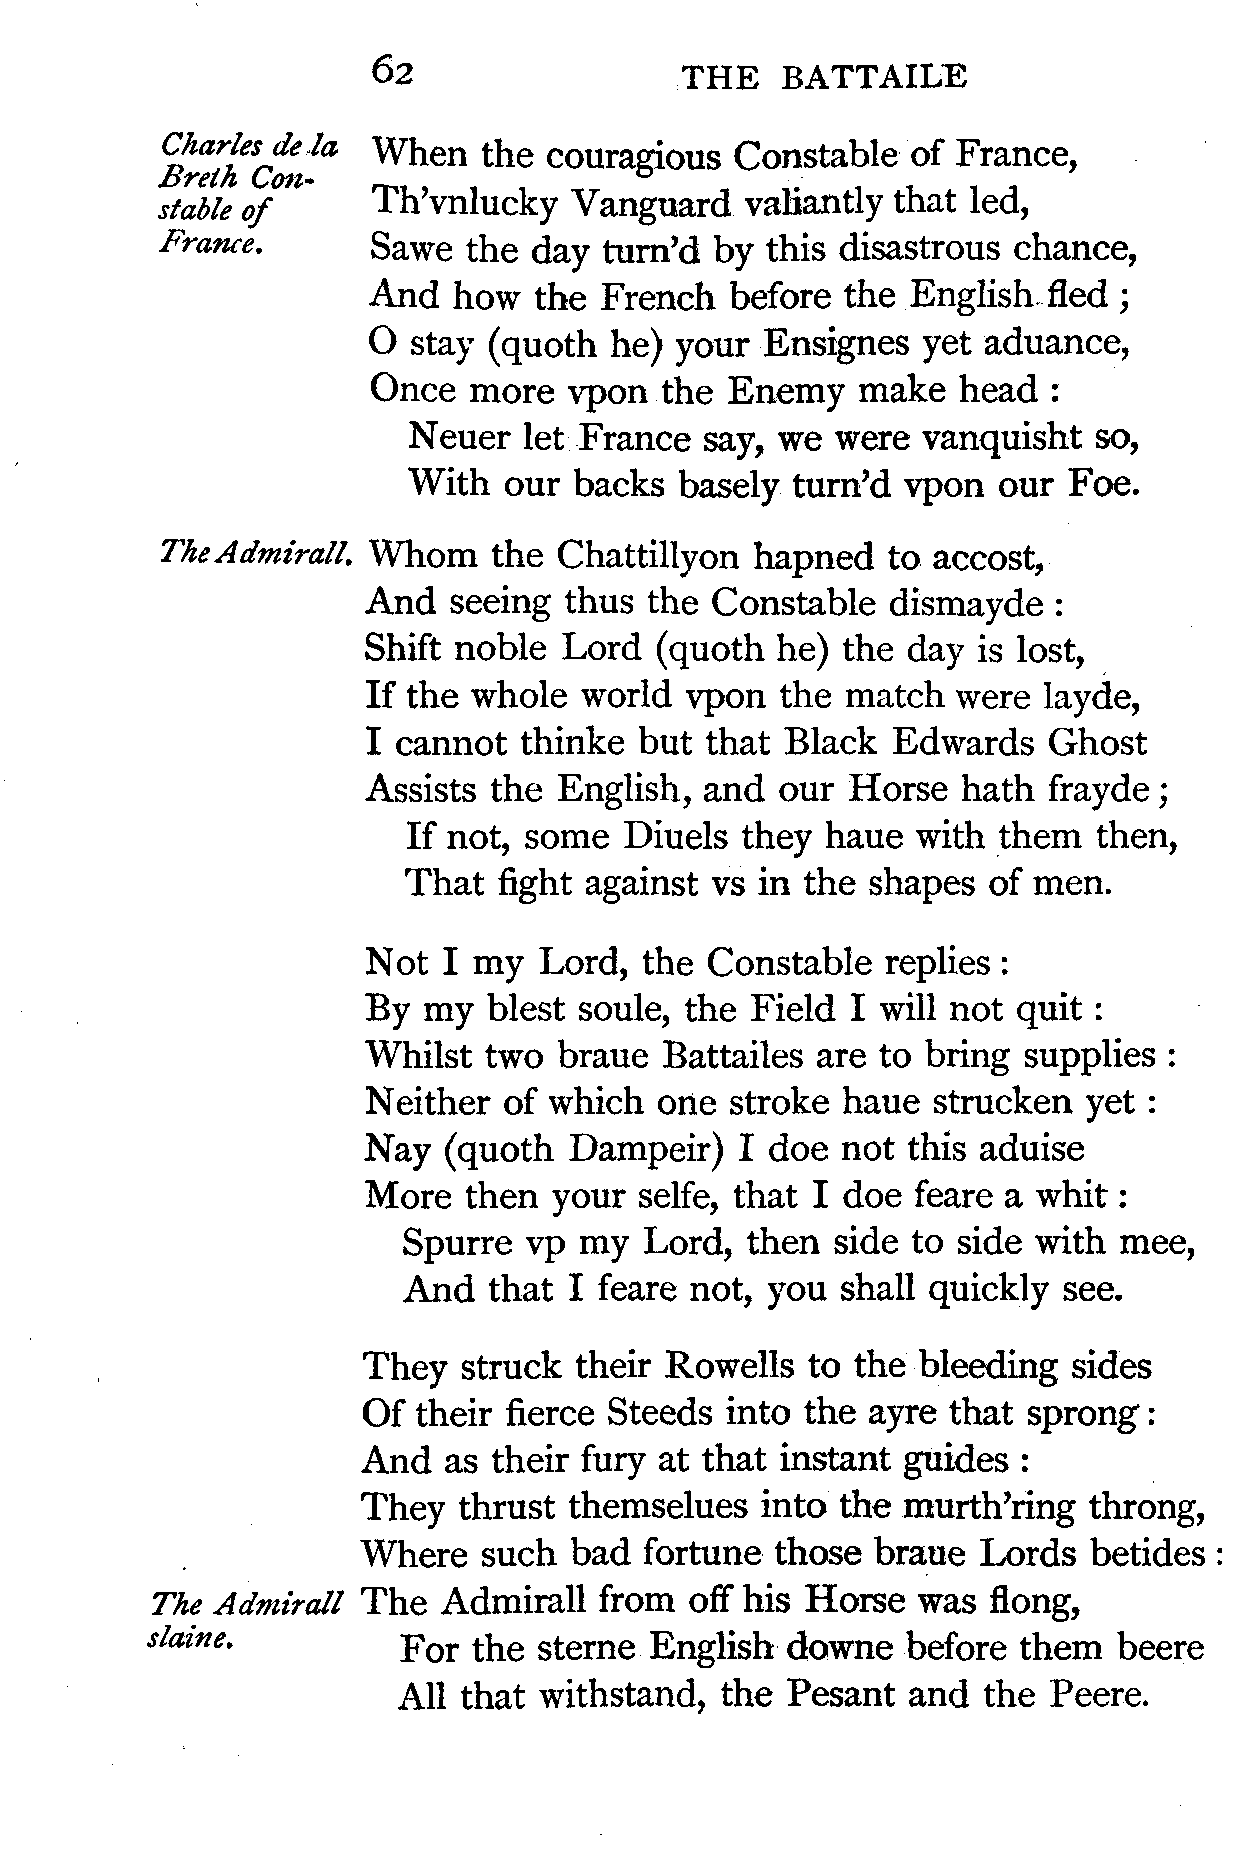 62 THE BATTAILE
Charles de la
Breth Con-
stable of
France.
When the couragious Constable of France,
Th'vnlucky Vanguard valiantly that led,
Sawe the day turn'd by this disastrous chance,
And how the French before the English fled ;
O stay (quoth he) your Ensignes yet aduance,
Once more vpon the Enemy make head :
Neuer let France say, we were vanquisht so,
With our backs basely turn'd vpon our Foe.
The Admirall. Whom the Chattillyon hapned to accost,
And seeing thus the Constable dismayde :
Shift noble Lord (quoth he) the day is lost,
If the whole world vpon the match were layde,
I cannot thinke but that Black Edwards Ghost
Assists the English, and our Horse hath frayde ;
If not, some Diuels they haue with them then,
That fight against vs in the shapes of men.
Not I my Lord, the Constable replies :
By my blest soule, the Field I will not quit :
Whilst two braue Battailes are to bring supplies :
Neither of which one stroke haue strucken yet :
Nay (quoth Dampeir) I doe not this aduise
More then your selfe, that I doe feare a whit :
Spurre vp my Lord, then side to side with mee,
And that I feare not, you shall quickly see.
They struck their Rowells to the bleeding sides
Of their fierce Steeds into the ayre that sprong :
And as their fury at that instant guides :
They thrust themselues into the murth'ring throng,
Where such bad fortune those braue Lords betides :
The Admirall
slaine.
The Admirall from off his Horse was flong,
For the sterne English downe before them beere
All that withstand, the Pesant and the Peere.